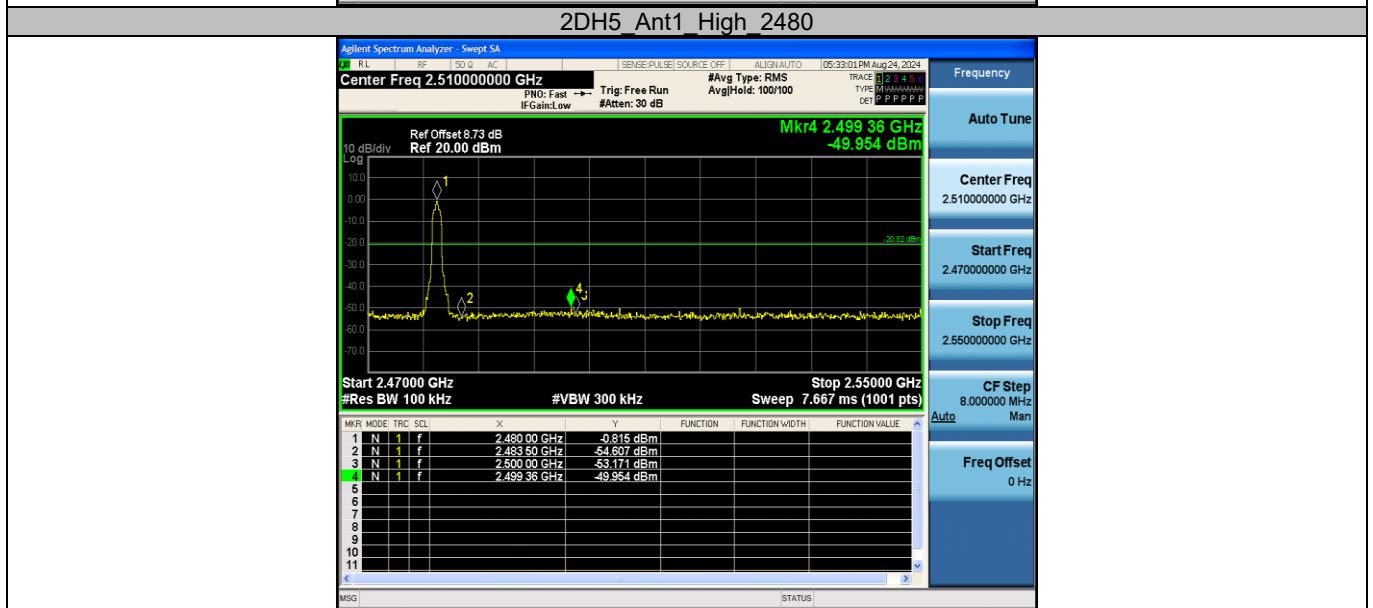 2DH5_Ant1_High_2480
Agilent Spectrum Analyzer - Swept SA
RL RF 50 Ω AC SENSE:PULSE SOURCE OFF ALIGN AUTO 05:33:01 PM Aug 24, 2024
Center Freq 2.510000000 GHz
PNO: Fast
IFGain:Low
Trig: Free Run
#Atten: 30 dB
#Avg Type: RMS
Avg|Hold: 100/100
TRACE 1 2 3 4 5 6
TYPE M
DET P P P P P P
Frequency
Ref Offset 8.73 dB
10 dB/div Ref 20.00 dBm
Log
Mkr4 2.499 36 GHz
-49.954 dBm
10.0
0.00
-10.0
-20.0
-30.0
-40.0
-50.0
-60.0
-70.0
1
2
4
3
-20.82 dBm
Start 2.47000 GHz
Stop 2.55000 GHz
#Res BW 100 kHz
#VBW 300 kHz
Sweep 7.667 ms (1001 pts)
MKR MODE TRC SCL X Y FUNCTION FUNCTION WIDTH FUNCTION VALUE
1 N 1 f 2.480 00 GHz -0.815 dBm
2 N 1 f 2.483 50 GHz -54.607 dBm
3 N 1 f 2.500 00 GHz -53.171 dBm
4 N 1 f 2.499 36 GHz -49.954 dBm
5
6
7
8
9
10
11
MSG
STATUS
Auto Tune
Center Freq
2.510000000 GHz
Start Freq
2.470000000 GHz
Stop Freq
2.550000000 GHz
CF Step
8.000000 MHz
Auto Man
Freq Offset
0 Hz